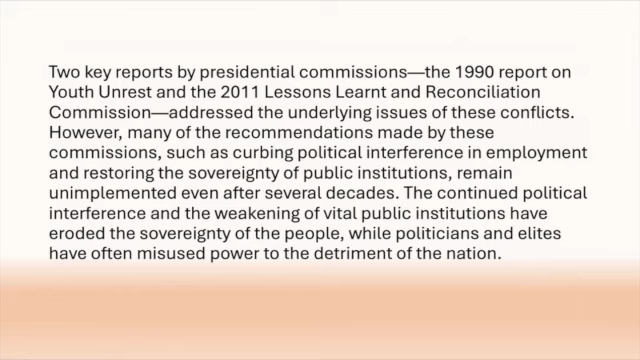 Two key reports by presidential commissions—the 1990 report on
Youth Unrest and the 2011 Lessons Learnt and Reconciliation
Commission—addressed the underlying issues of these conflicts.
However, many of the recommendations made by these
commissions, such as curbing political interference in employment
and restoring the sovereignty of public institutions, remain
unimplemented even after several decades. The continued political
interference and the weakening of vital public institutions have
eroded the sovereignty of the people, while politicians and elites
have often misused power to the detriment of the nation.